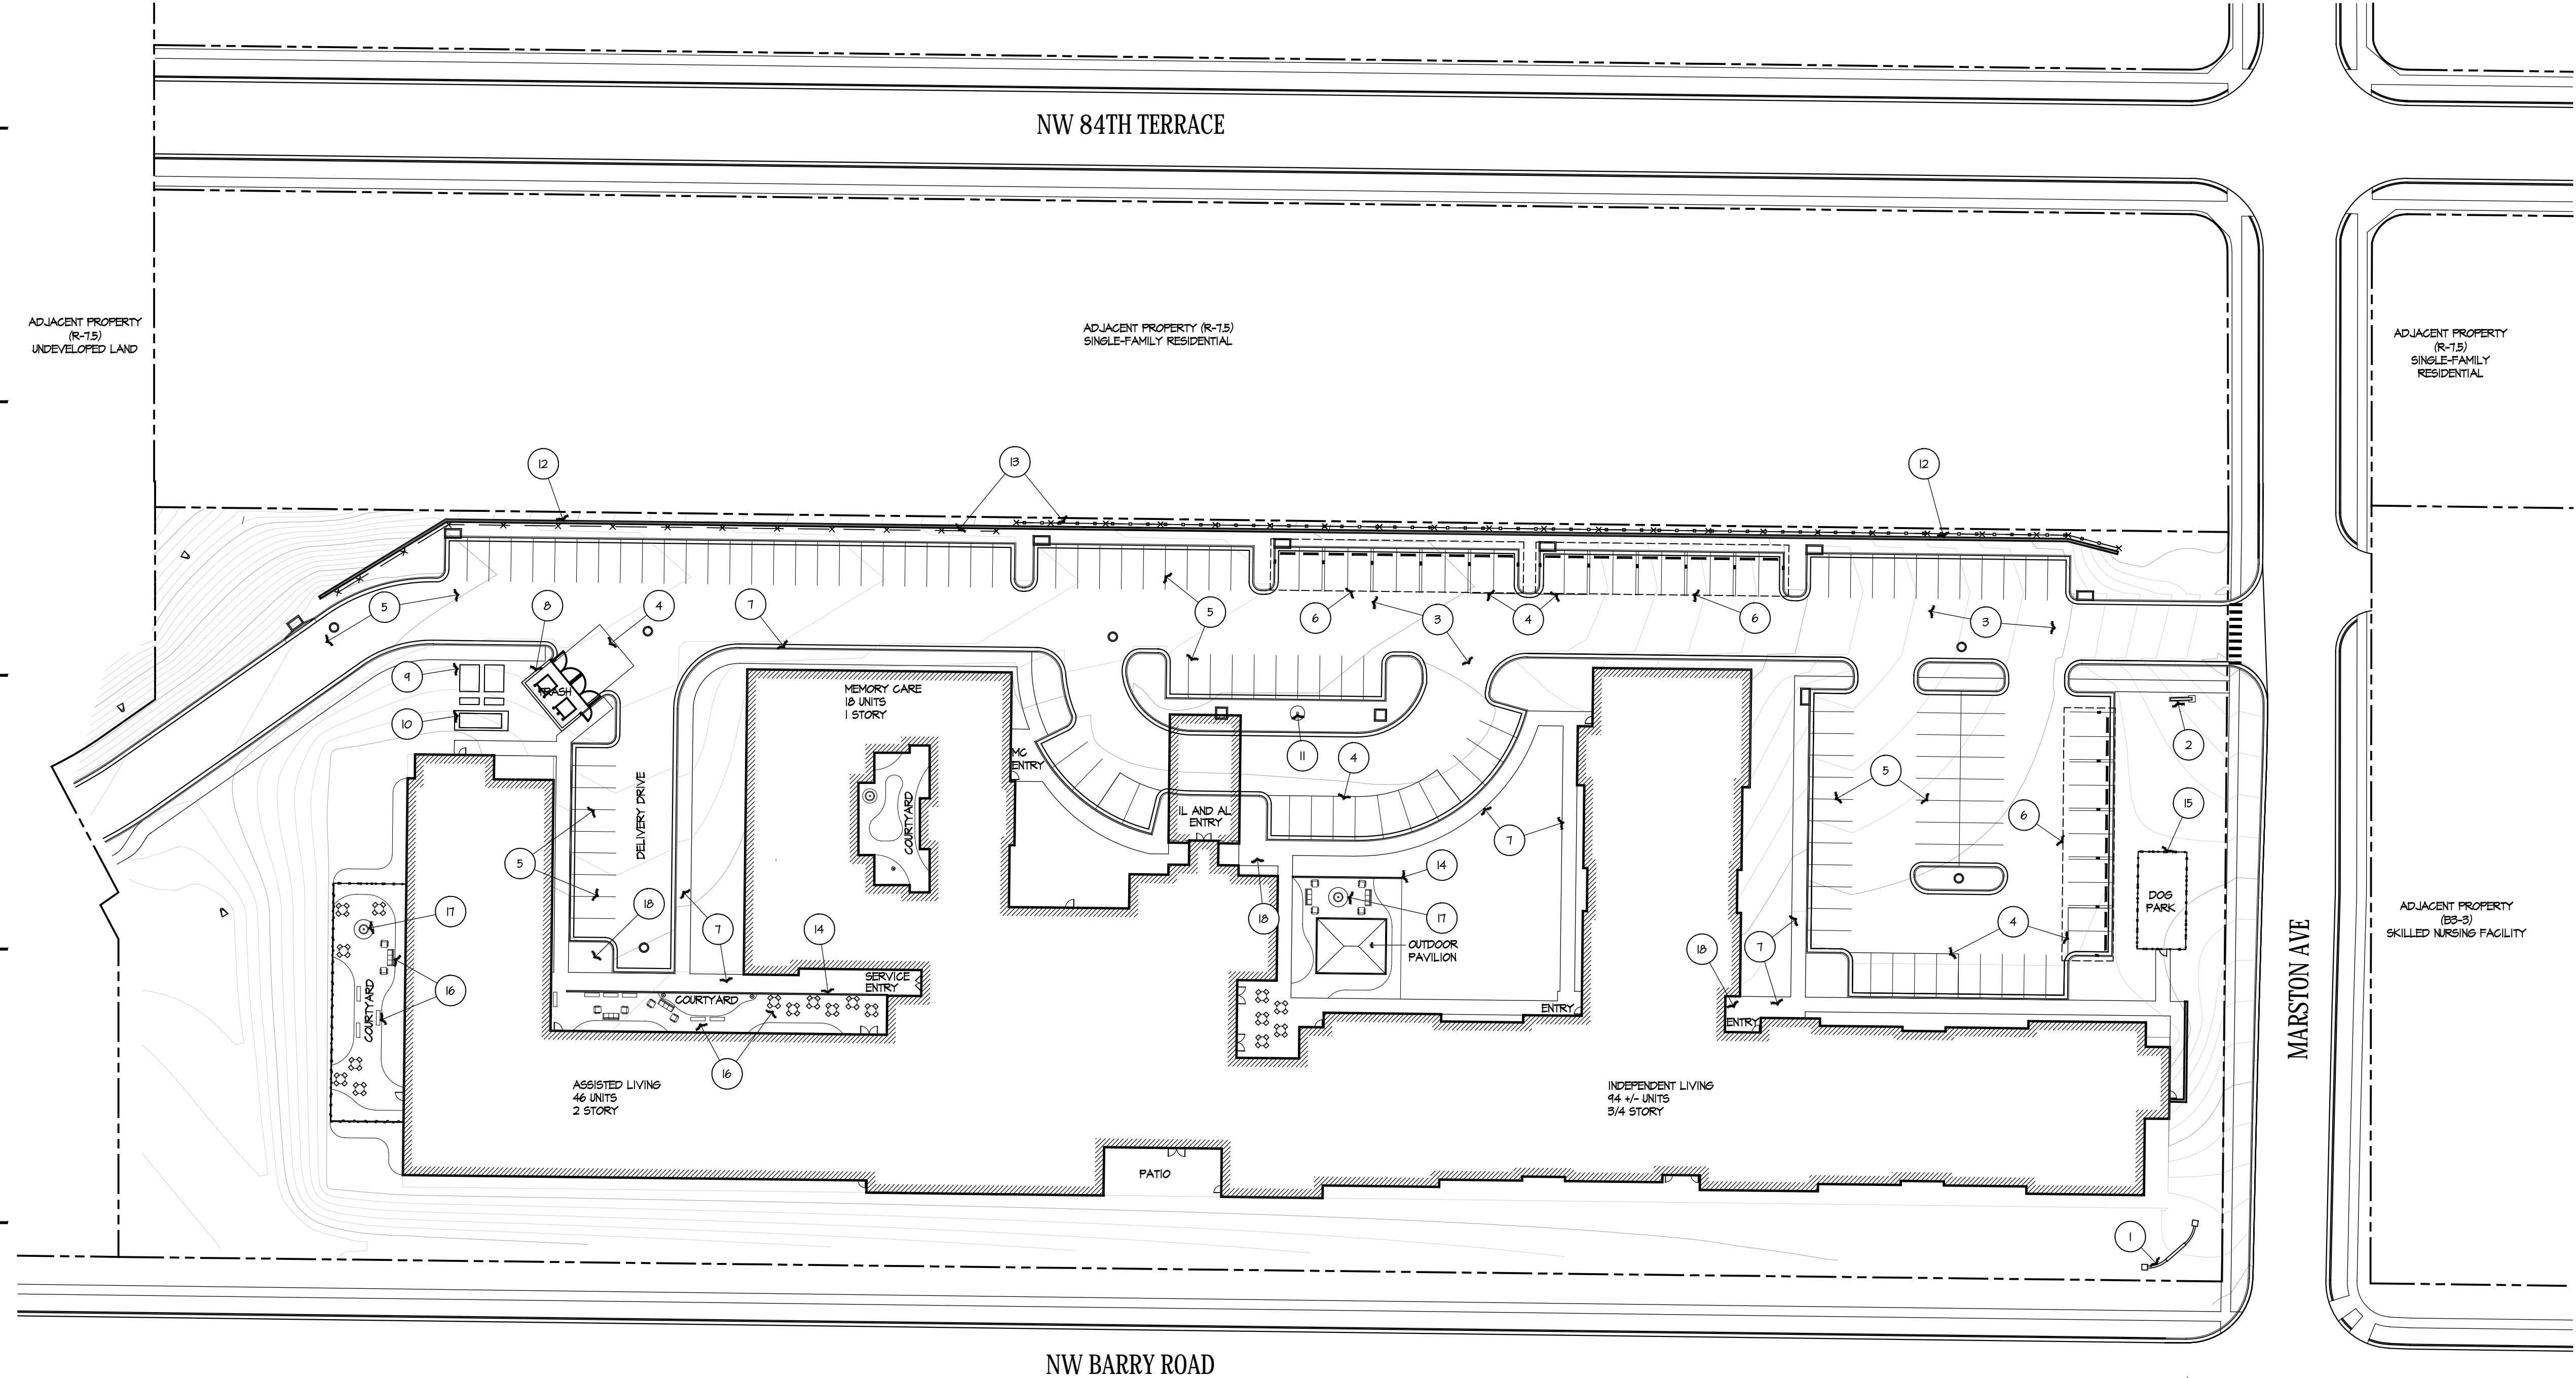 NW 84TH TERRACE
ADJACENT PROPERTY
(R-7.5)
UNDEVELOPED LAND
ADJACENT PROPERTY (R-7.5)
SINGLE-FAMILY RESIDENTIAL
ADJACENT PROPERTY
(R-7.5)
SINGLE-FAMILY
RESIDENTIAL
12
13
12
5
8
4
7
5
6
3
4
6
3
9
TRASH
10
MEMORY CARE
18 UNITS
1 STORY
MC
ENTRY
11
4
2
5
DELIVERY DRIVE
COURTYARD
IL AND AL
ENTRY
7
6
15
5
14
DOG
PARK
17
18
7
14
18
17
OUTDOOR
PAVILION
18
7
4
ADJACENT PROPERTY
(B3-3)
SKILLED NURSING FACILITY
MARSTON AVE
16
COURTYARD
SERVICE
ENTRY
COURTYARD
ENTRY
ENTRY
16
ASSISTED LIVING
46 UNITS
2 STORY
INDEPENDENT LIVING
94 +/- UNITS
3/4 STORY
PATIO
1
NW BARRY ROAD